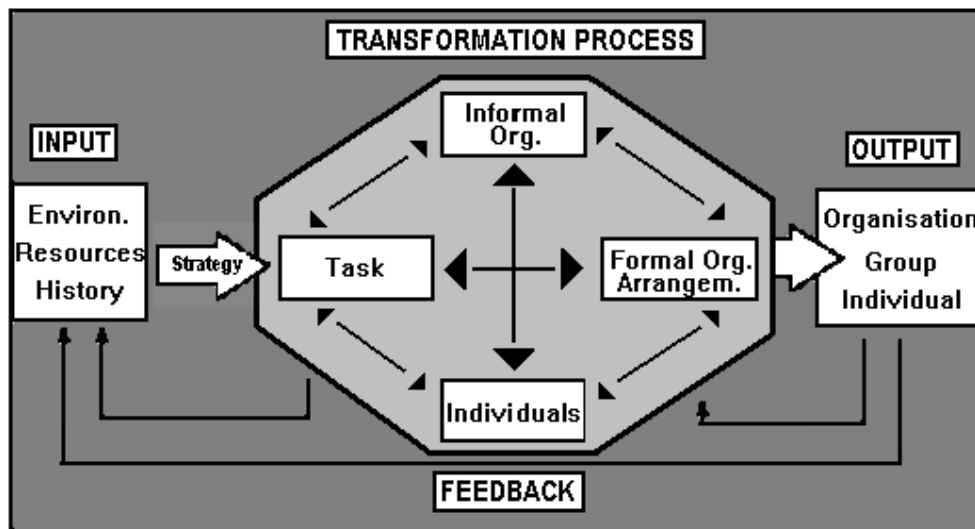 TRANSFORMATION PROCESS
INPUT
Environ.
Resources
History
Strategy
Informal
Org.
Task
Formal Org.
Arrangem.
Individuals
OUTPUT
Organisation
Group
Individual
FEEDBACK